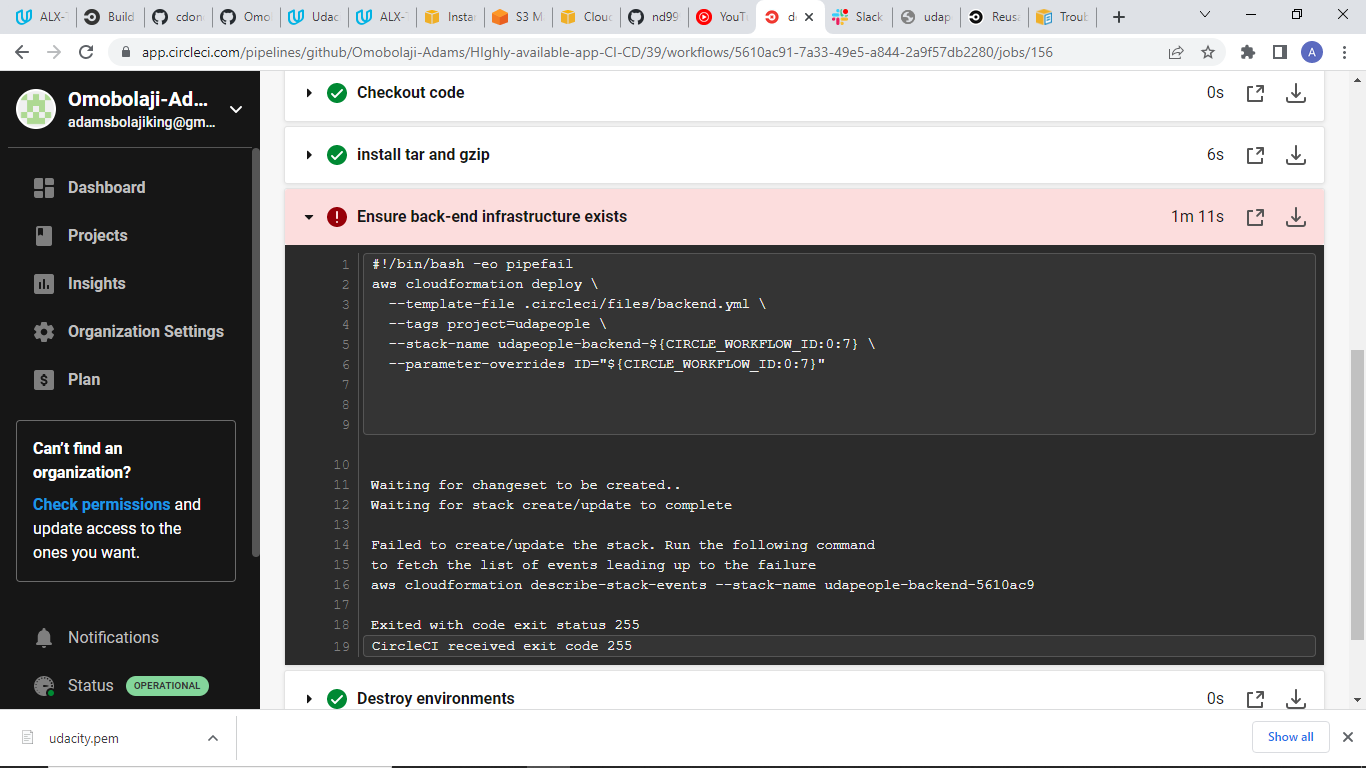 ALX-
Build
cdon
Omo
Udac
ALX-
Insta
S3 M
Clou
nd99
YouT
Slack
udap
Reus
Trou
app.circleci.com/pipelines/github/Omobolaji-Adams/HIghly-available-app-CI-CD/39/workflows/5610ac91-7a33-49e5-a844-2a9f57db2280/jobs/156
A
Omobolaji-Ad...
adamsbolajiking@gm...
Dashboard
Projects
Insights
Organization Settings
Plan
Can't find an
organization?
Check permissions and
update access to the
ones you want.
Notifications
Status OPERATIONAL
Checkout code 0s
install tar and gzip 6s
Ensure back-end infrastructure exists 1m 11s
1 #!/bin/bash -eo pipefail
2 aws cloudformation deploy \
3 --template-file .circleci/files/backend.yml \
4 --tags project=udapeople \
5 --stack-name udapeople-backend-${CIRCLE_WORKFLOW_ID:0:7} \
6 --parameter-overrides ID="${CIRCLE_WORKFLOW_ID:0:7}"
7
8
9
10
11 Waiting for changeset to be created..
12 Waiting for stack create/update to complete
13
14 Failed to create/update the stack. Run the following command
15 to fetch the list of events leading up to the failure
16 aws cloudformation describe-stack-events --stack-name udapeople-backend-5610ac9
17
18 Exited with code exit status 255
19 CircleCI received exit code 255
Destroy environments 0s
udacity.pem
Show all